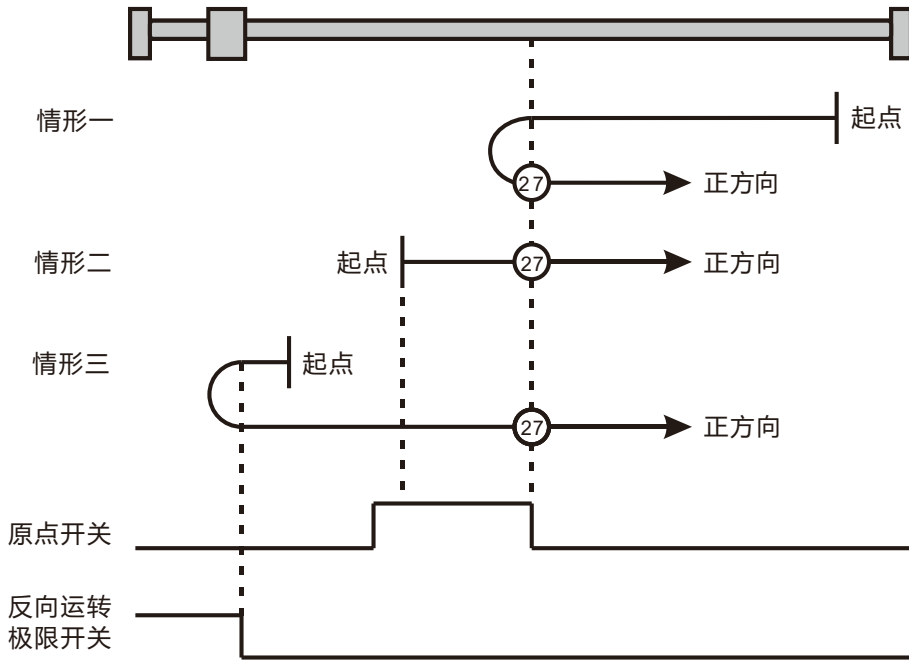 情形一
起点
27
正方向
情形二
起点
27
正方向
情形三
起点
27
正方向
原点开关
反向运转
极限开关